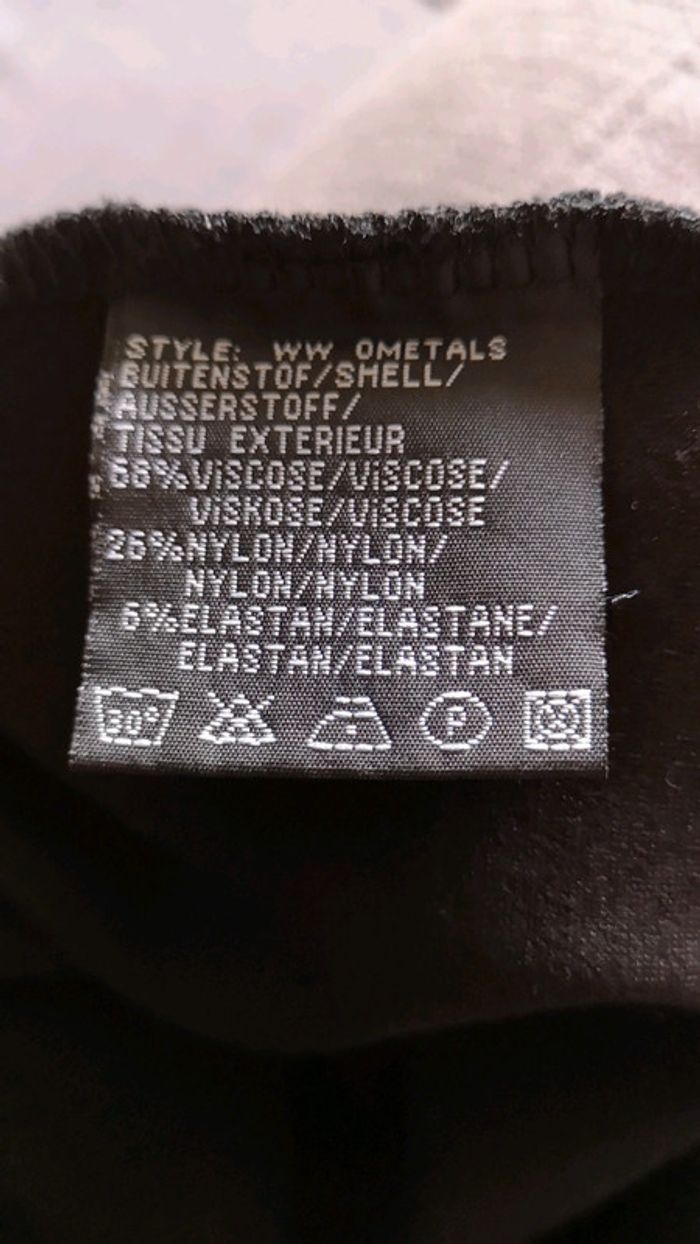 STYLE: WW OMETALS
BUITENSTOF/SHELL/
AUSSERSTOFF/
TISSU EXTERIEUR
68%ViSCOSE/ViSCOSE/
ViSKOSE/ViSCOSE
26%NYLON/NYLON/
NYLON/NYLON
6%ELASTAN/ELASTANE/
ELASTAN/ELASTAN
30° P